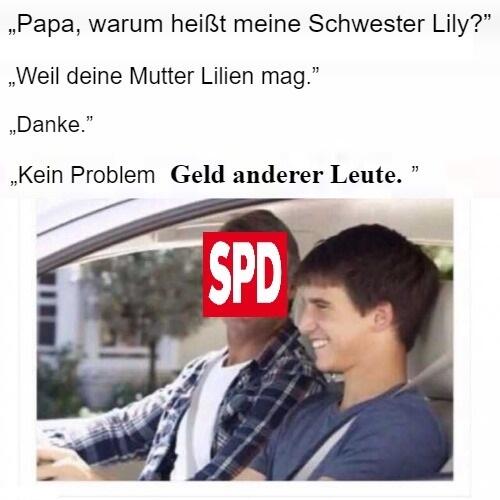 „Papa, warum heißt meine Schwester Lily?”
„Weil deine Mutter Lilien mag.”
„Danke.”
„Kein Problem Geld anderer Leute. ”
SPD